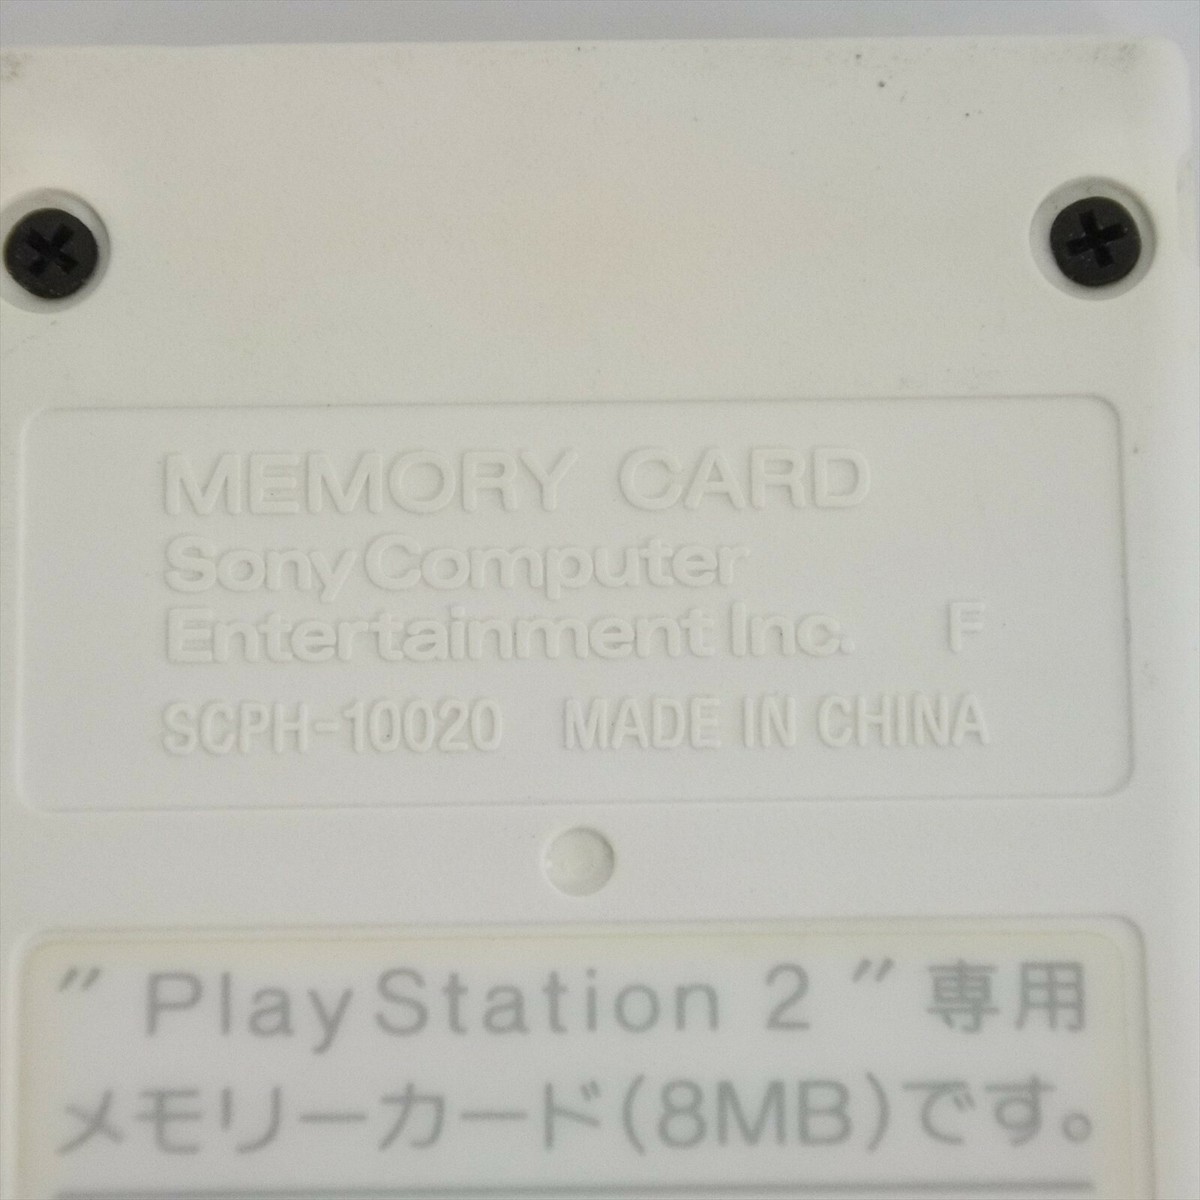 MEMORY CARD
Sony Computer
Entertainment Inc. F
SCPH-10020 MADE IN CHINA
"PlayStation 2"専用
メモリーカード(8MB)です。